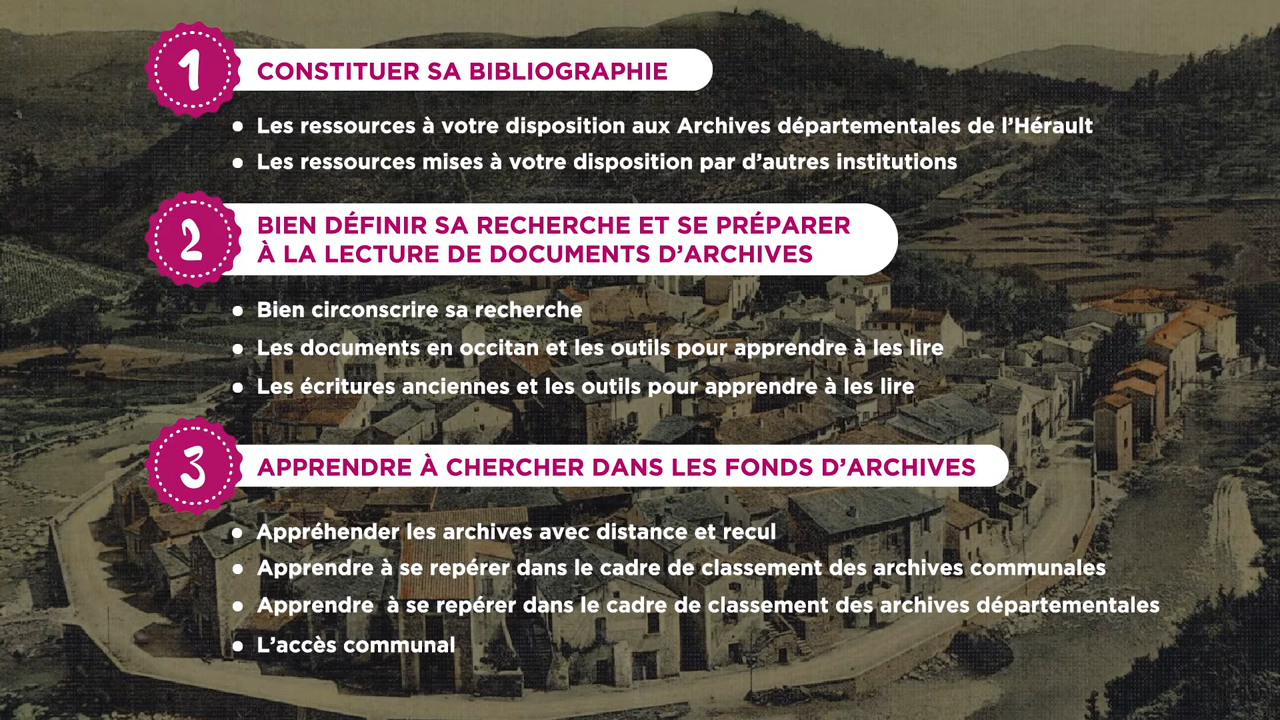 1
CONSTITUER SA BIBLIOGRAPHIE
• Les ressources à votre disposition aux Archives départementales de l'Hérault
• Les ressources mises à votre disposition par d'autres institutions
2
BIEN DÉFINIR SA RECHERCHE ET SE PRÉPARER
À LA LECTURE DE DOCUMENTS D'ARCHIVES
• Bien circonscrire sa recherche
• Les documents en occitan et les outils pour apprendre à les lire
• Les écritures anciennes et les outils pour apprendre à les lire
3
APPRENDRE À CHERCHER DANS LES FONDS D'ARCHIVES
• Appréhender les archives avec distance et recul
• Apprendre à se repérer dans le cadre de classement des archives communales
• Apprendre  à se repérer dans le cadre de classement des archives départementales
• L'accès communal